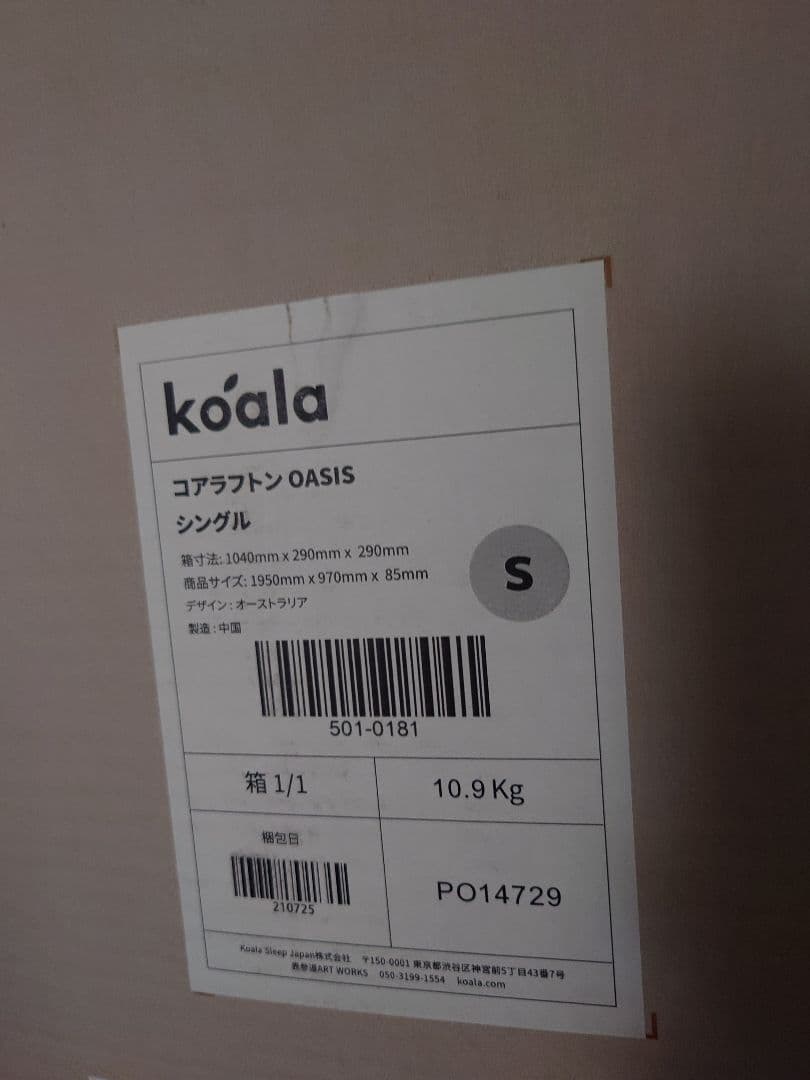 koala
コアラフトン OASIS
シングル
箱寸法: 1040mm x 290mm x 290mm
商品サイズ: 1950mm x 970mm x 85mm
デザイン : オーストラリア
製造 : 中国
S
501-0181
箱 1/1
10.9 Kg
梱包日
210725
PO14729
Koala Sleep Japan株式会社 〒150-0001 東京都渋谷区神宮前5丁目43番7号
表参道ART WORKS 050-3199-1554 koala.com